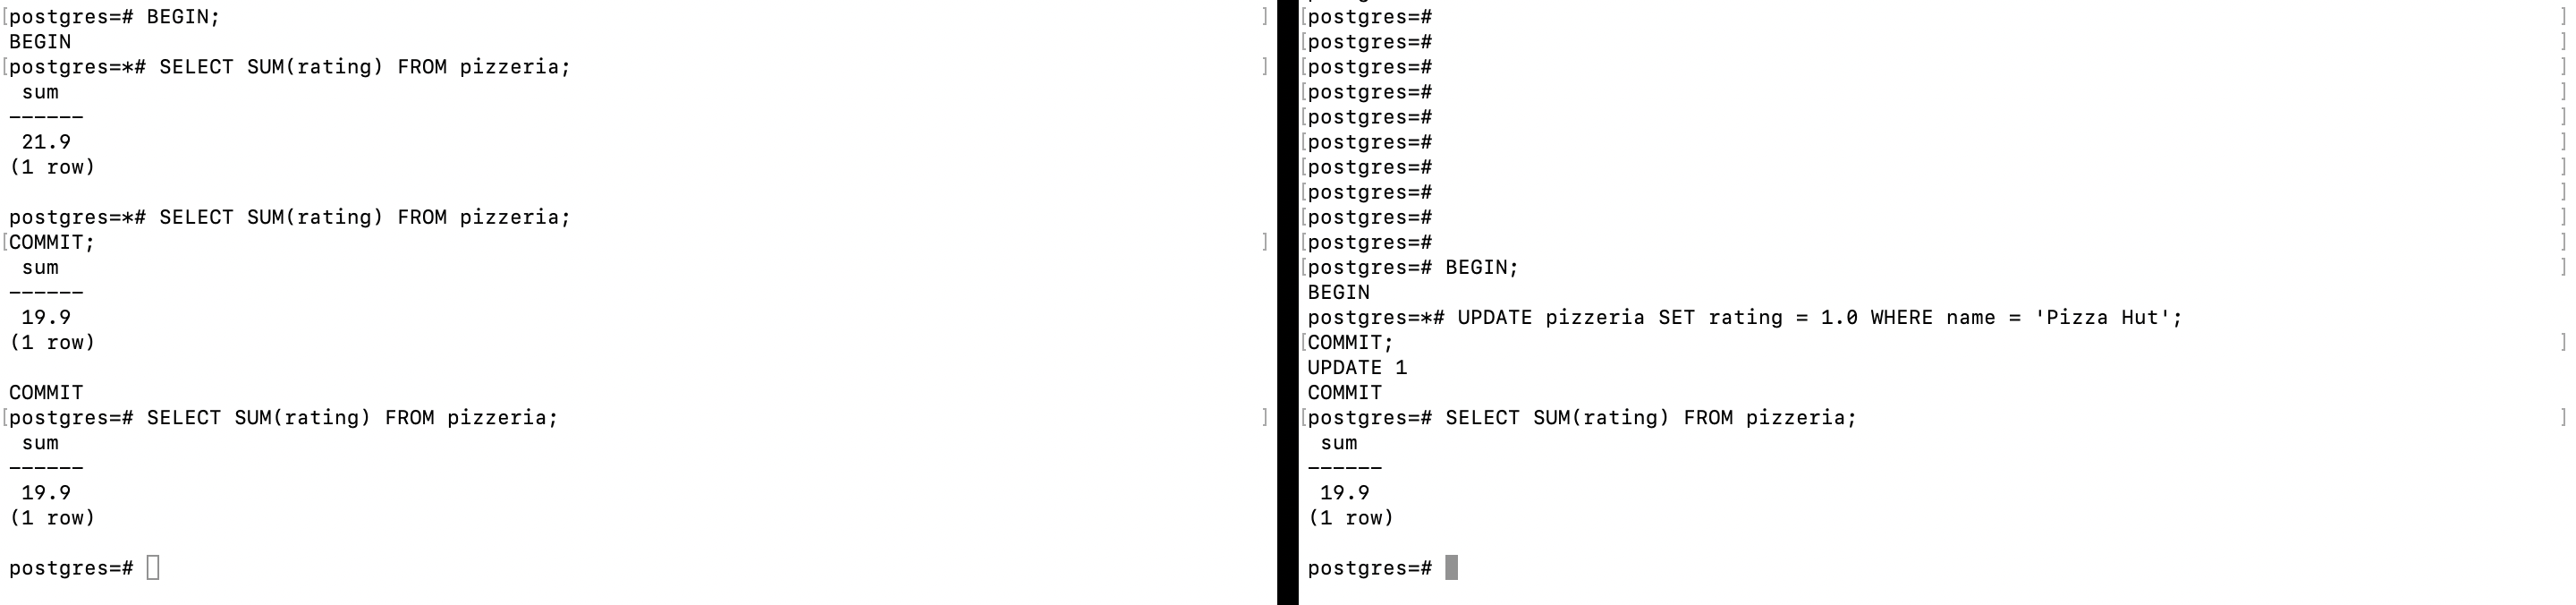 postgres=# BEGIN;
BEGIN
postgres=*# SELECT SUM(rating) FROM pizzeria;
sum
------
21.9
(1 row)
postgres=*# SELECT SUM(rating) FROM pizzeria;
COMMIT;
sum
------
19.9
(1 row)
COMMIT
postgres=# SELECT SUM(rating) FROM pizzeria;
sum
------
19.9
(1 row)
postgres=#
postgres=#
postgres=#
postgres=#
postgres=#
postgres=#
postgres=#
postgres=#
postgres=#
postgres=#
postgres=#
postgres=# BEGIN;
BEGIN
postgres=*# UPDATE pizzeria SET rating = 1.0 WHERE name = 'Pizza Hut';
COMMIT;
UPDATE 1
COMMIT
postgres=# SELECT SUM(rating) FROM pizzeria;
sum
------
19.9
(1 row)
postgres=#